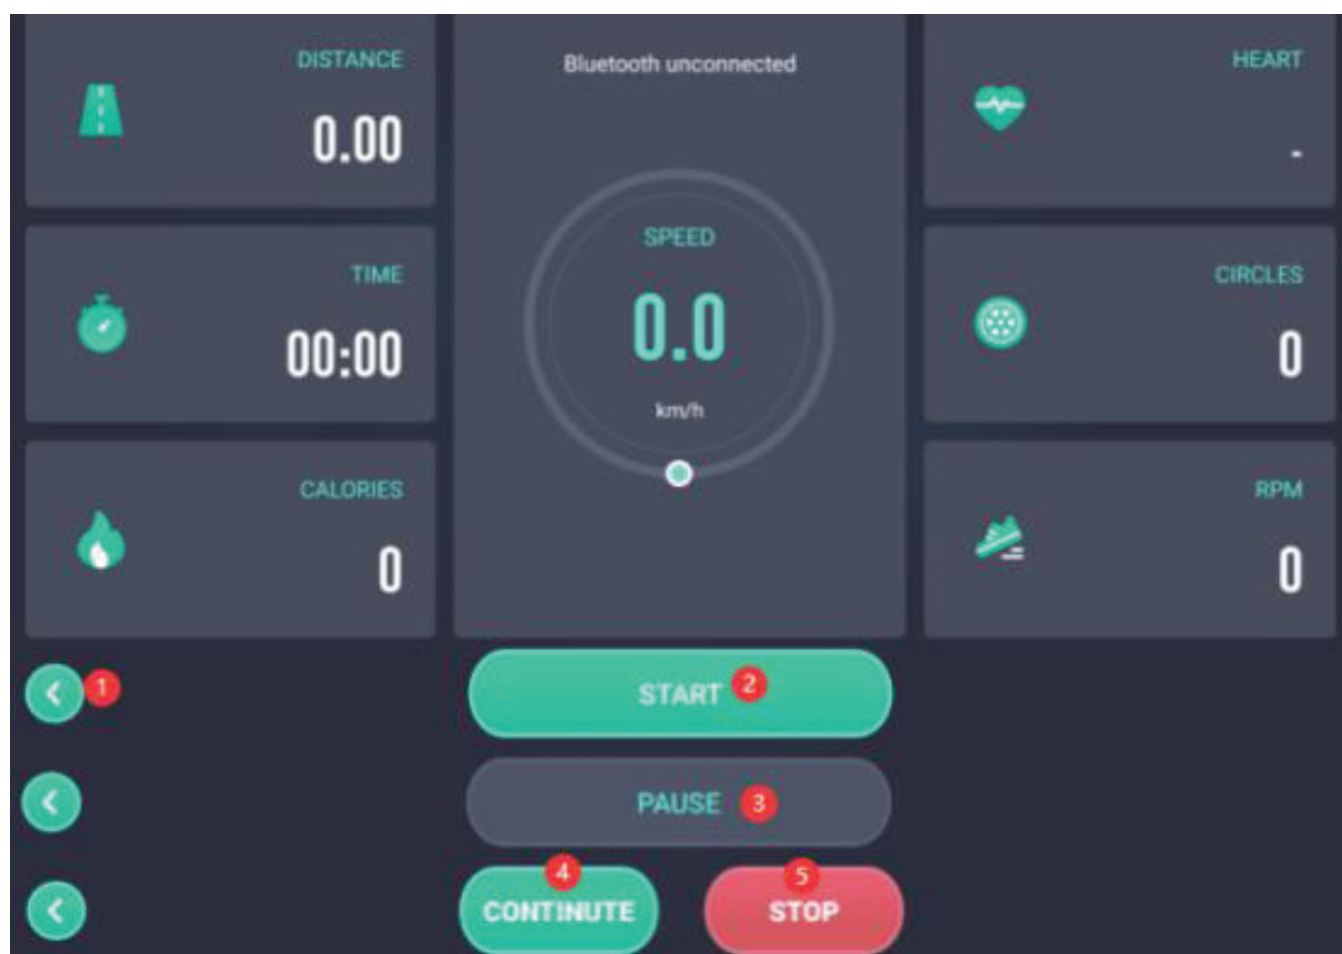 DISTANCE
0.00
Bluetooth unconnected
HEART
-
TIME
00:00
SPEED
0.0
km/h
CIRCLES
0
CALORIES
0
RPM
0
1
START 2
PAUSE 3
4
CONTINUTE
5
STOP